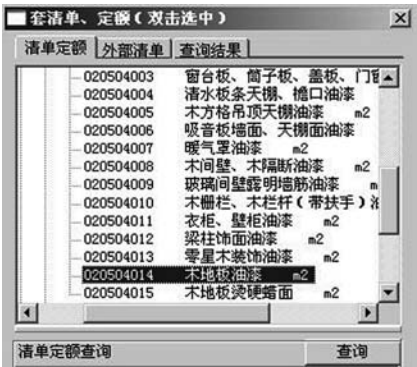 套清单、定额(双击选中)
清单定额 外部清单 查询结果
020504003 窗台板、筒子板、盖板、门窗
020504004 清水板条天棚、檐口油漆
020504005 木方格吊顶天棚油漆 m2
020504006 吸音板墙面、天棚面油漆
020504007 暖气罩油漆 m2
020504008 木间壁、木隔断油漆 m2
020504009 玻璃间壁露明墙筋油漆 m
020504010 木栅栏、木栏杆(带扶手)油
020504011 衣柜、壁柜油漆 m2
020504012 梁柱饰面油漆 m2
020504013 零星木装饰油漆 m2
020504014 木地板油漆 m2
020504015 木地板烫硬蜡面 m2
清单定额查询 查询